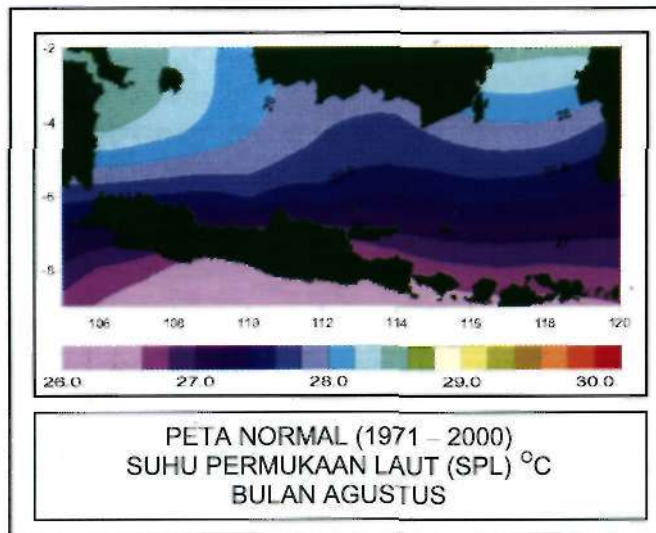 -2
-4
-6
-8
106 108 110 112 114 116 118 120
26.0 27.0 28.0 29.0 30.0
PETA NORMAL (1971 – 2000)
SUHU PERMUKAAN LAUT (SPL) °C
BULAN AGUSTUS